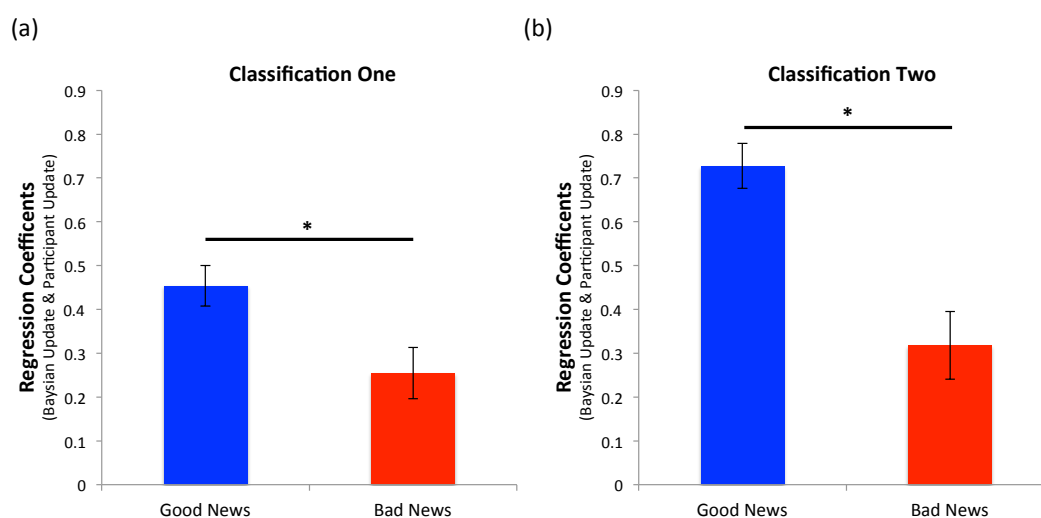 (a)
Classification One
Regression Coefficents
(Baysian Update & Participant Update)
0.9
0.8
0.7
0.6
0.5
0.4
0.3
0.2
0.1
0
*
Good News
Bad News
(b)
Classification Two
Regression Coefficents
(Baysian Update & Participant Update)
0.9
0.8
0.7
0.6
0.5
0.4
0.3
0.2
0.1
0
*
Good News
Bad News